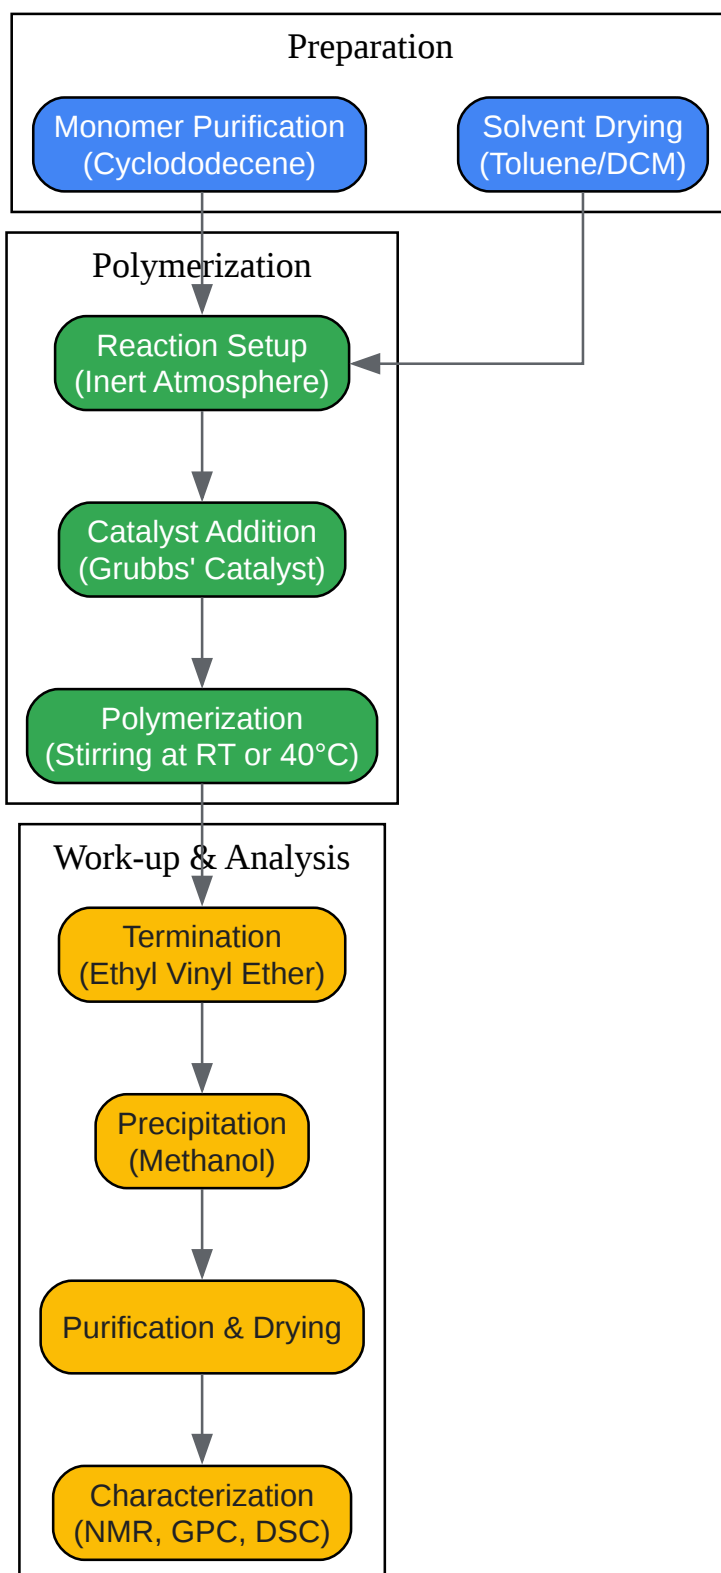 Preparation
Monomer Purification
(Cyclododecene)
Solvent Drying
(Toluene/DCM)
Polymerization
Reaction Setup
(Inert Atmosphere)
Catalyst Addition
(Grubbs' Catalyst)
Polymerization
(Stirring at RT or 40°C)
Work-up & Analysis
Termination
(Ethyl Vinyl Ether)
Precipitation
(Methanol)
Purification & Drying
Characterization
(NMR, GPC, DSC)